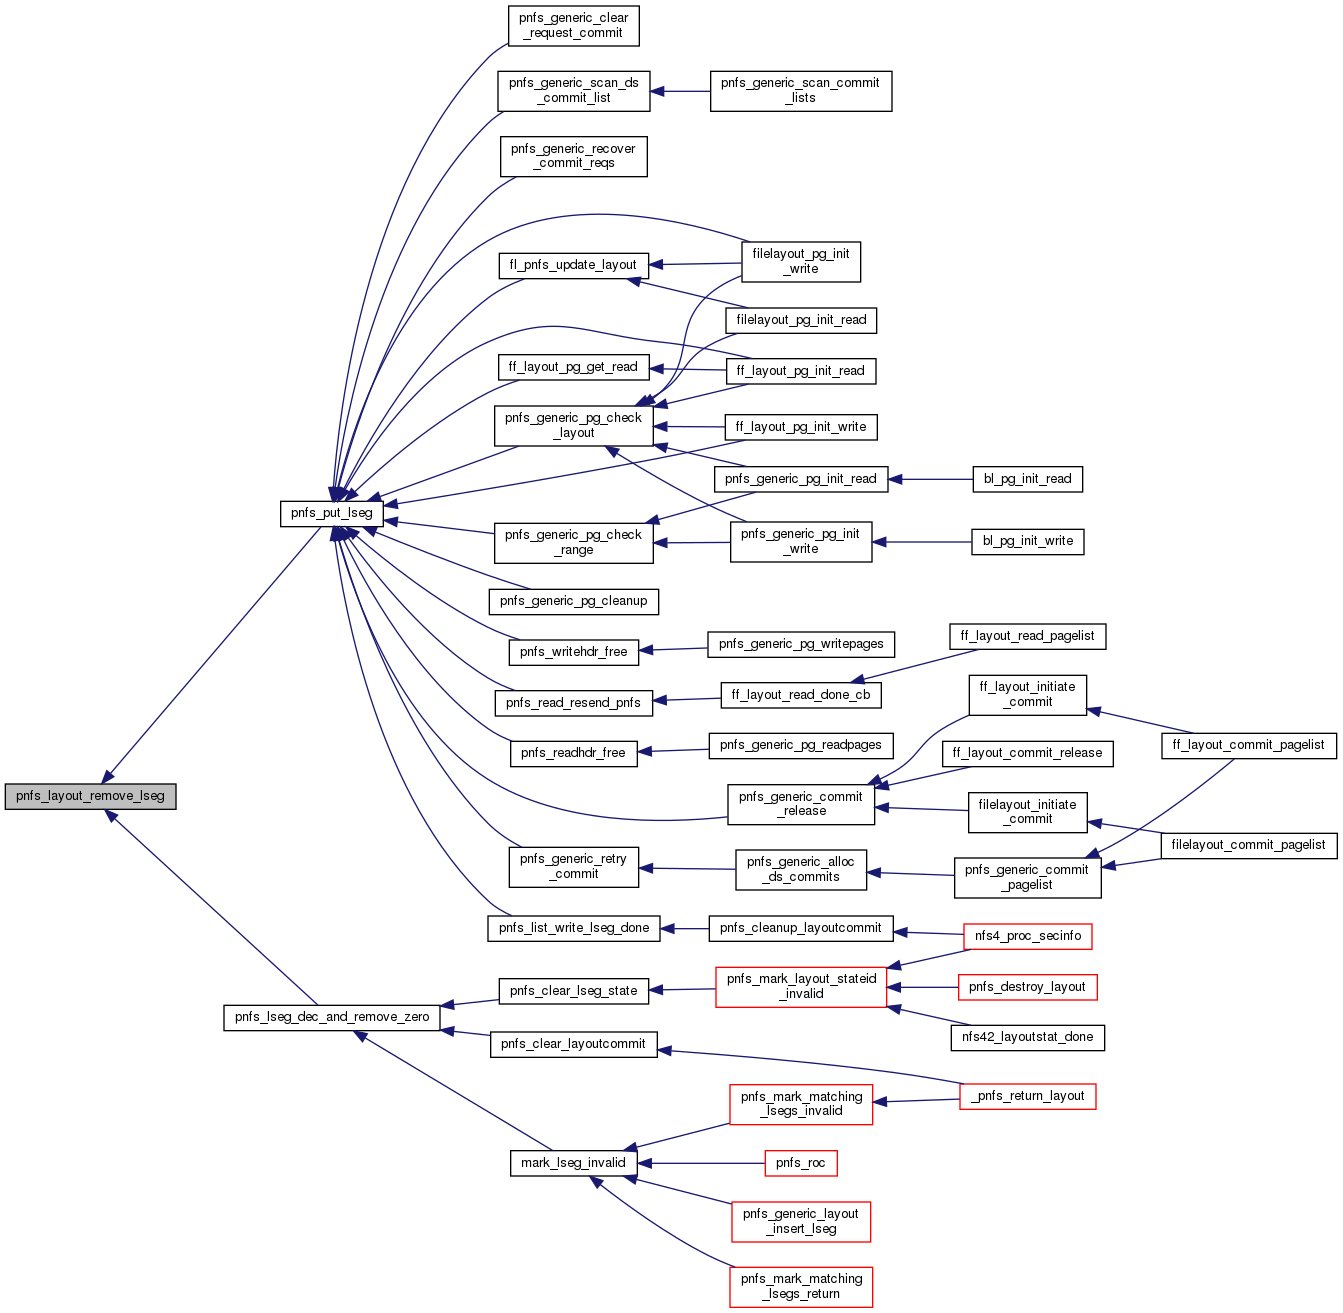 pnfs_generic_clear
_request_commit
pnfs_generic_scan_ds
_commit_list
pnfs_generic_scan_commit
_lists
pnfs_generic_recover
_commit_reqs
filelayout_pg_init
_write
fl_pnfs_update_layout
filelayout_pg_init_read
ff_layout_pg_get_read
ff_layout_pg_init_read
pnfs_generic_pg_check
_layout
ff_layout_pg_init_write
pnfs_generic_pg_init_read
bl_pg_init_read
pnfs_put_lseg
pnfs_generic_pg_check
_range
pnfs_generic_pg_init
_write
bl_pg_init_write
pnfs_generic_pg_cleanup
pnfs_writehdr_free
pnfs_generic_pg_writepages
ff_layout_read_pagelist
pnfs_read_resend_pnfs
ff_layout_read_done_cb
ff_layout_initiate
_commit
pnfs_readhdr_free
pnfs_generic_pg_readpages
ff_layout_commit_release
ff_layout_commit_pagelist
pnfs_layout_remove_lseg
pnfs_generic_commit
_release
filelayout_initiate
_commit
filelayout_commit_pagelist
pnfs_generic_retry
_commit
pnfs_generic_alloc
_ds_commits
pnfs_generic_commit
_pagelist
pnfs_list_write_lseg_done
pnfs_cleanup_layoutcommit
nfs4_proc_secinfo
pnfs_clear_lseg_state
pnfs_mark_layout_stateid
_invalid
pnfs_destroy_layout
pnfs_lseg_dec_and_remove_zero
pnfs_clear_layoutcommit
nfs42_layoutstat_done
pnfs_mark_matching
_lsegs_invalid
_pnfs_return_layout
mark_lseg_invalid
pnfs_roc
pnfs_generic_layout
_insert_lseg
pnfs_mark_matching
_lsegs_return